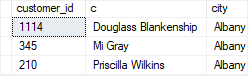 customer_id c city
1114 Douglass Blankenship Albany
345 Mi Gray Albany
210 Priscilla Wilkins Albany